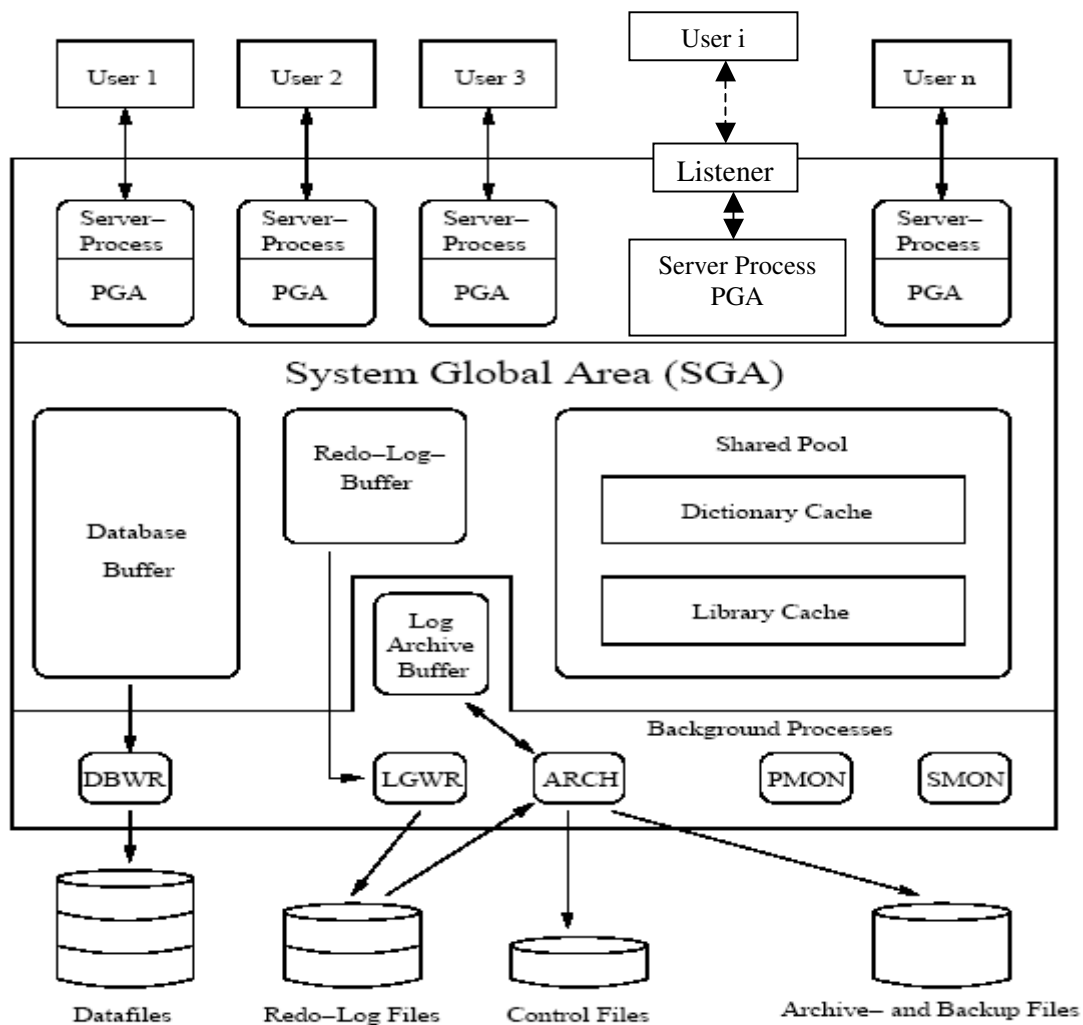 User 1
User 2
User 3
User i
User n
Listener
Server–
Process
PGA
Server–
Process
PGA
Server–
Process
PGA
Server Process
PGA
Server–
Process
PGA
System Global Area (SGA)
Database
Buffer
Redo–Log–
Buffer
Shared Pool
Dictionary Cache
Library Cache
Log
Archive
Buffer
Background Processes
DBWR
LGWR
ARCH
PMON
SMON
Datafiles
Redo–Log Files
Control Files
Archive– and Backup Files